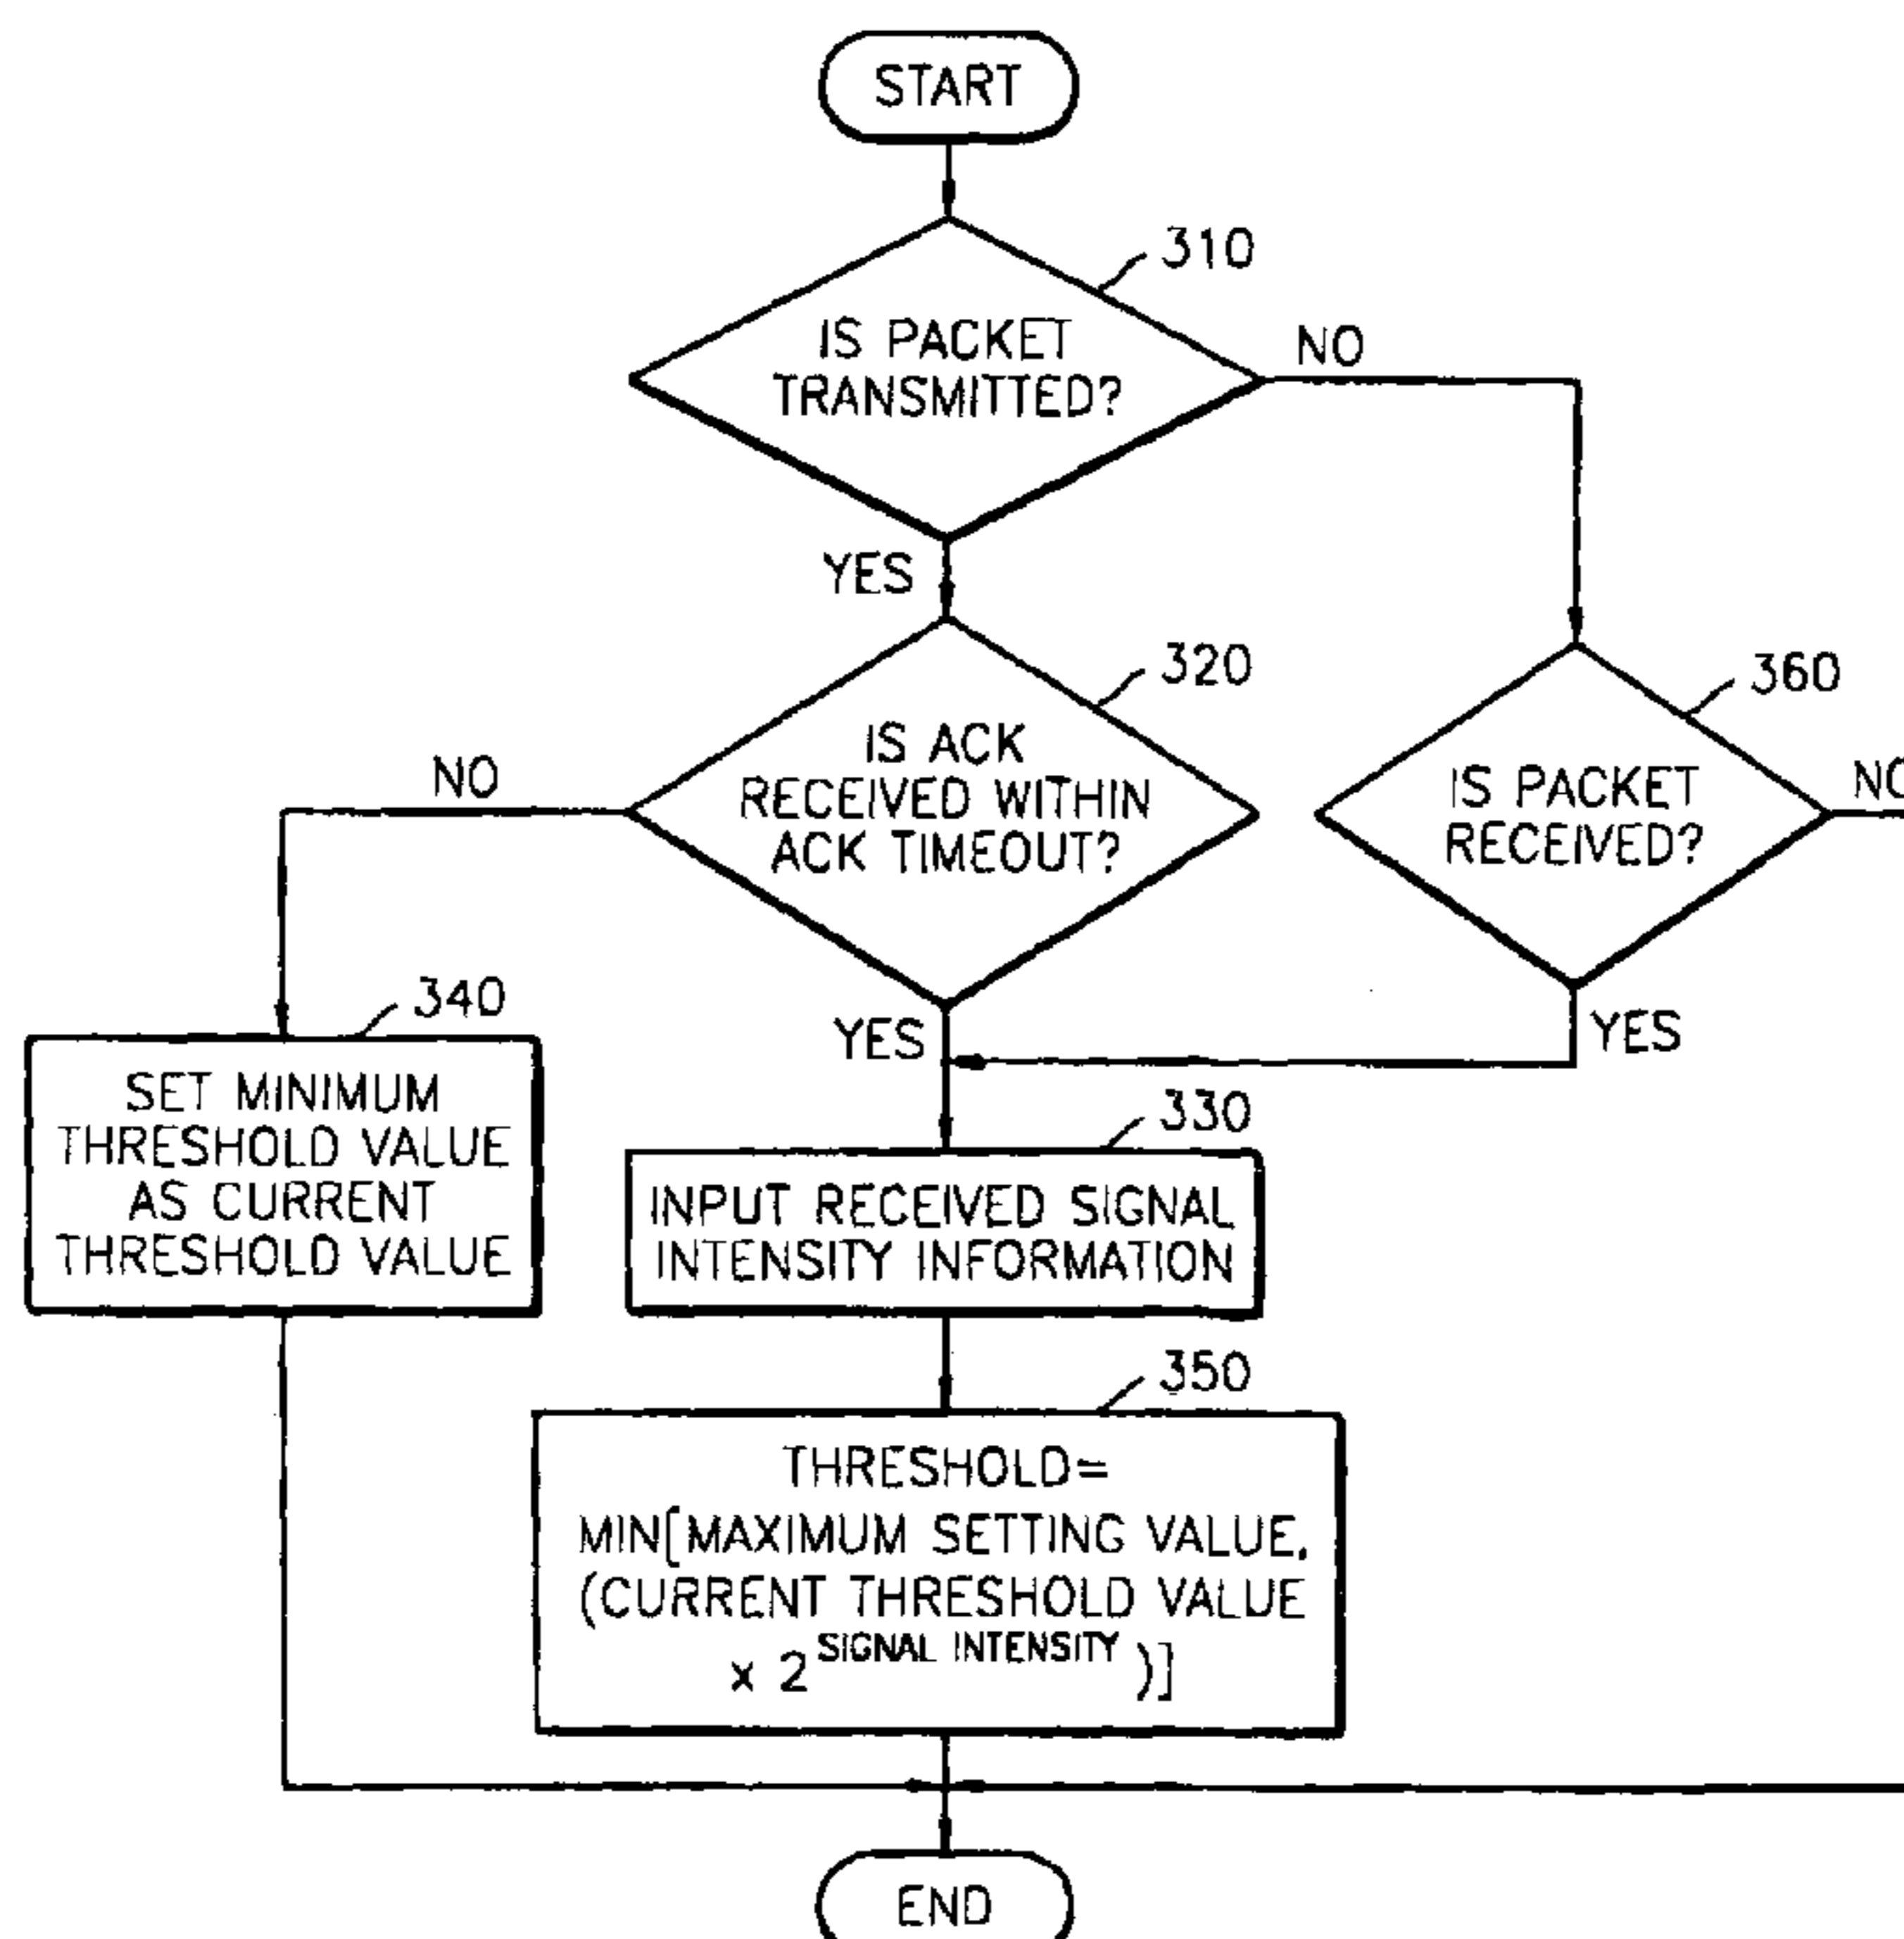 START
310
IS PACKET
TRANSMITTED?
NO
YES
320
IS ACK
RECEIVED WITHIN
ACK TIMEOUT?
NO
YES
360
IS PACKET
RECEIVED?
NO
YES
340
SET MINIMUM
THRESHOLD VALUE
AS CURRENT
THRESHOLD VALUE
330
INPUT RECEIVED SIGNAL
INTENSITY INFORMATION
350
THRESHOLD=
MIN[MAXIMUM SETTING VALUE,
(CURRENT THRESHOLD VALUE
x 2 SIGNAL INTENSITY )]
END